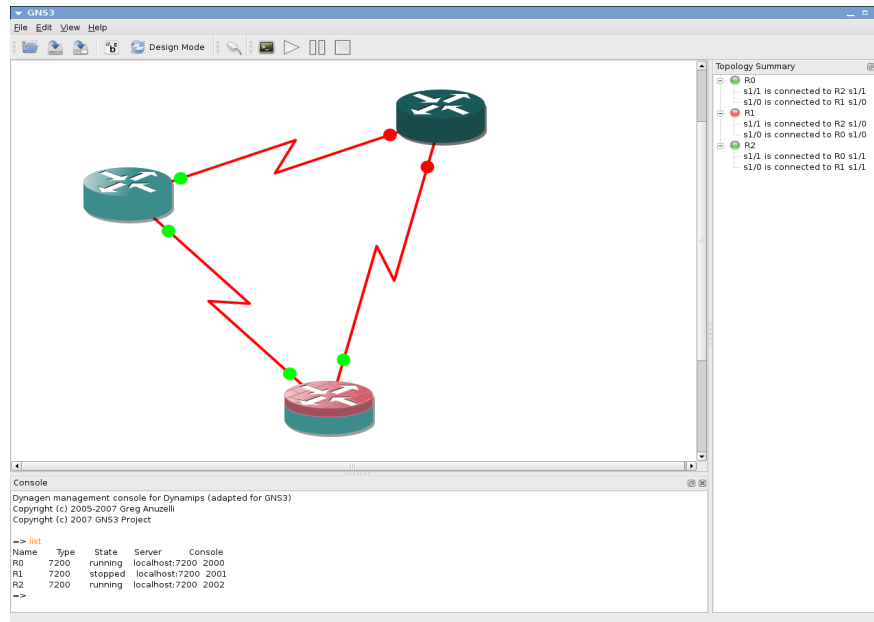 GNS3
File Edit View Help
Design Mode
Topology Summary
R0
s1/1 is connected to R2 s1/1
s1/0 is connected to R1 s1/0
R1
s1/1 is connected to R2 s1/0
s1/0 is connected to R0 s1/0
R2
s1/1 is connected to R0 s1/1
s1/0 is connected to R1 s1/1
Console
Dynagen management console for Dynamips (adapted for GNS3)
Copyright (c) 2005-2007 Greg Anuzelli
Copyright (c) 2007 GNS3 Project
=> list
Name Type State Server Console
R0 7200 running localhost:7200 2000
R1 7200 stopped localhost:7200 2001
R2 7200 running localhost:7200 2002
=>